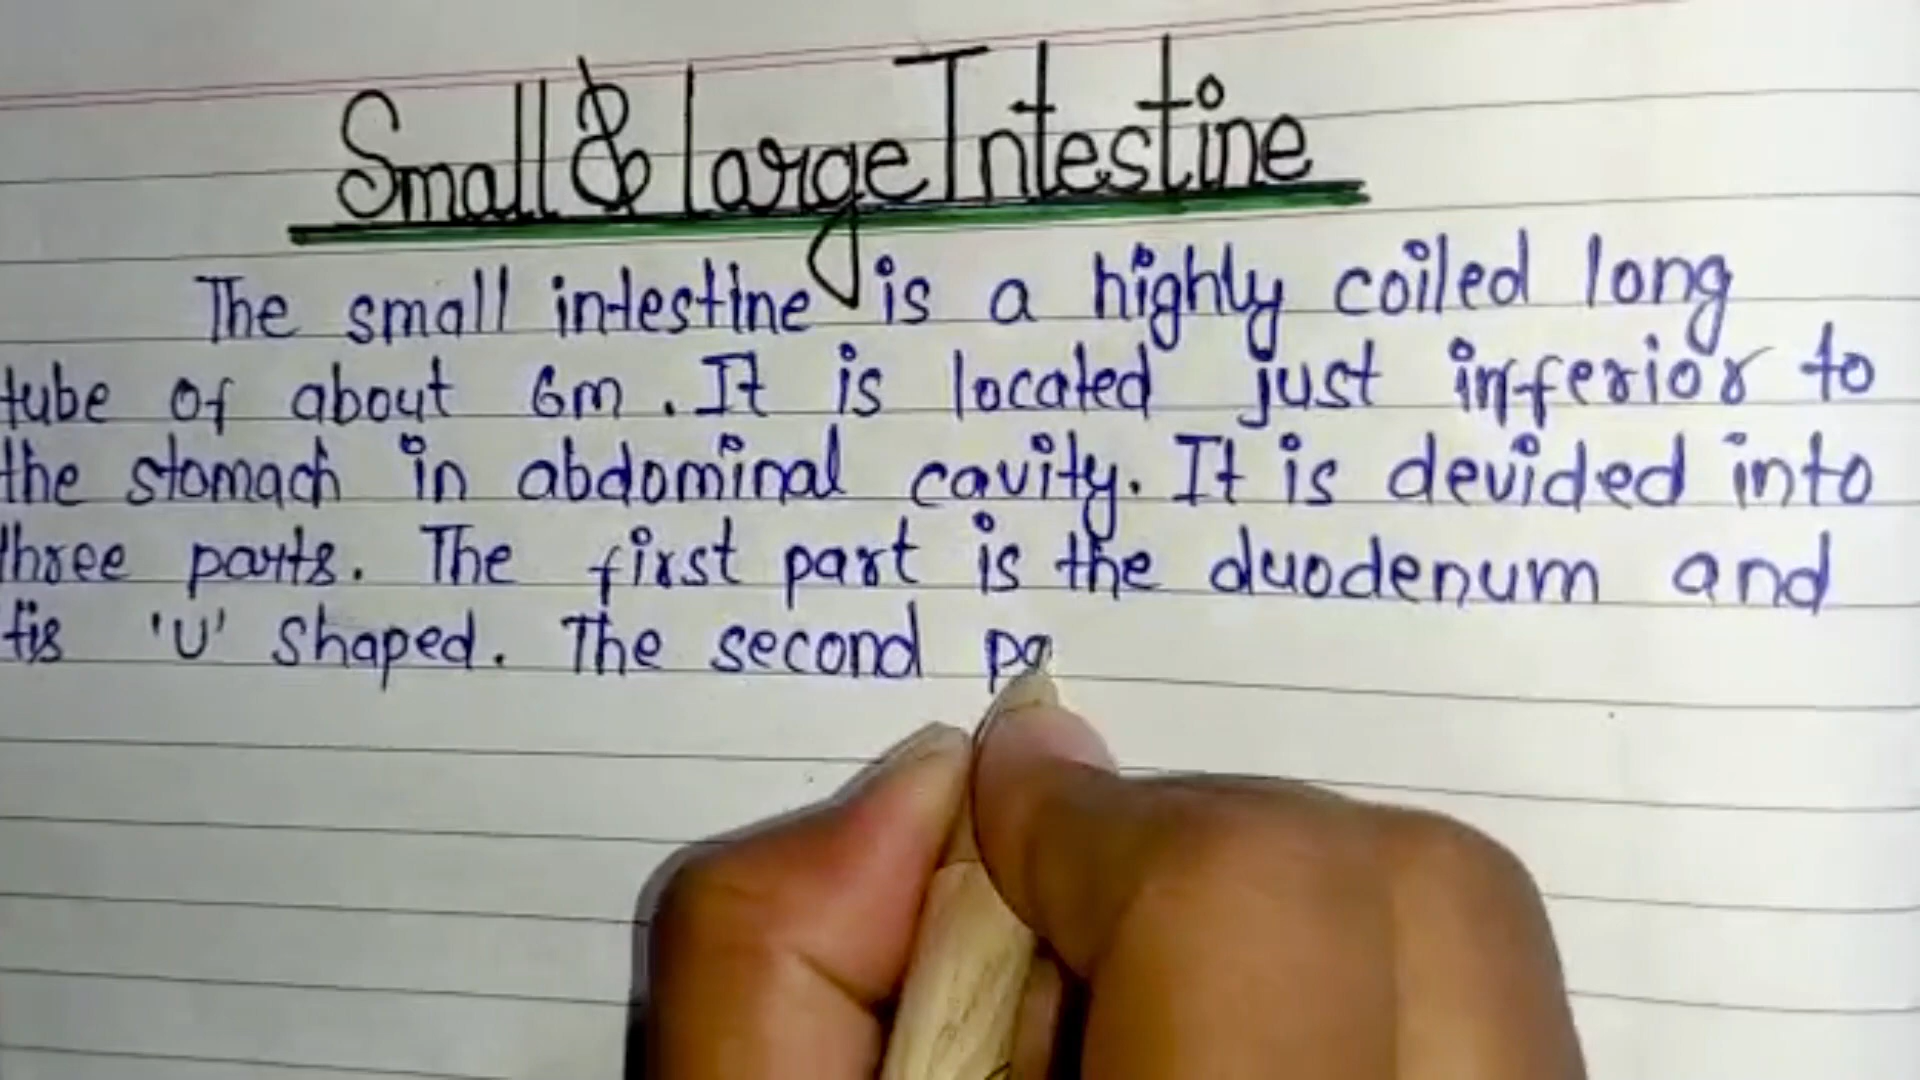 Small & large Intestine
The small intestine is a highly coiled long
tube of about 6m. It is located just inferior to
the stomach in abdominal cavity. It is devided into
three parts. The first part is the duodenum and
'U' shaped. The second pa